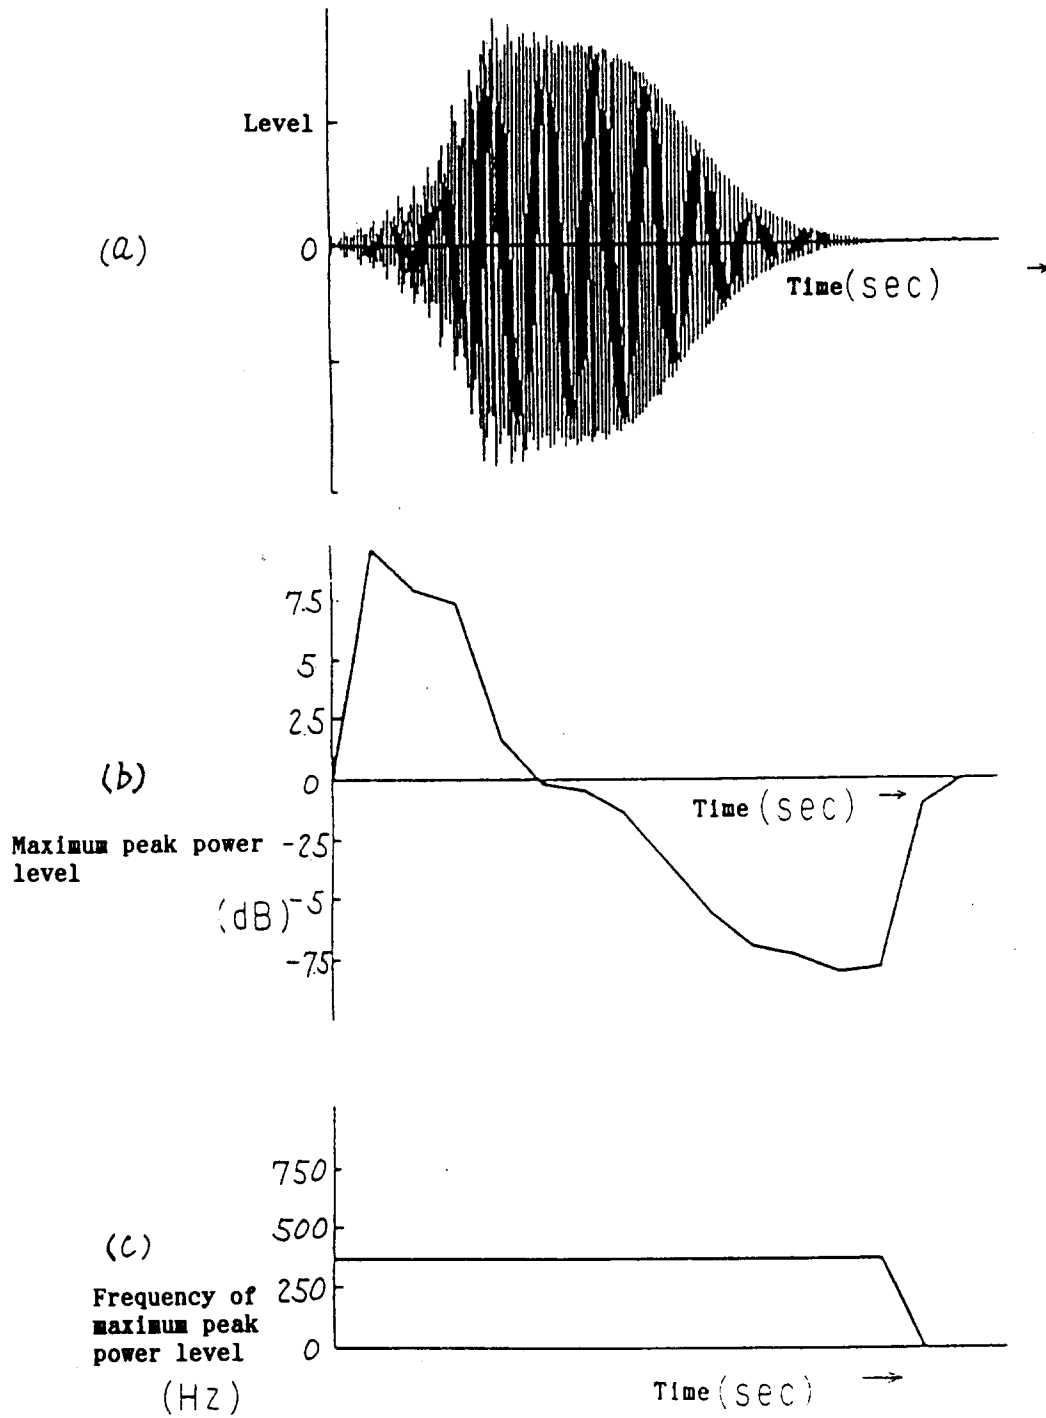 Level
(a)
0
Time (sec)
→
7.5
5
2.5
(b)
0
Time → (sec)
Maximum peak power
level
-2.5
(dB)
-5
-7.5
750
500
(c)
Frequency of
maximum peak
power level
250
0
(Hz)
Time (sec) →